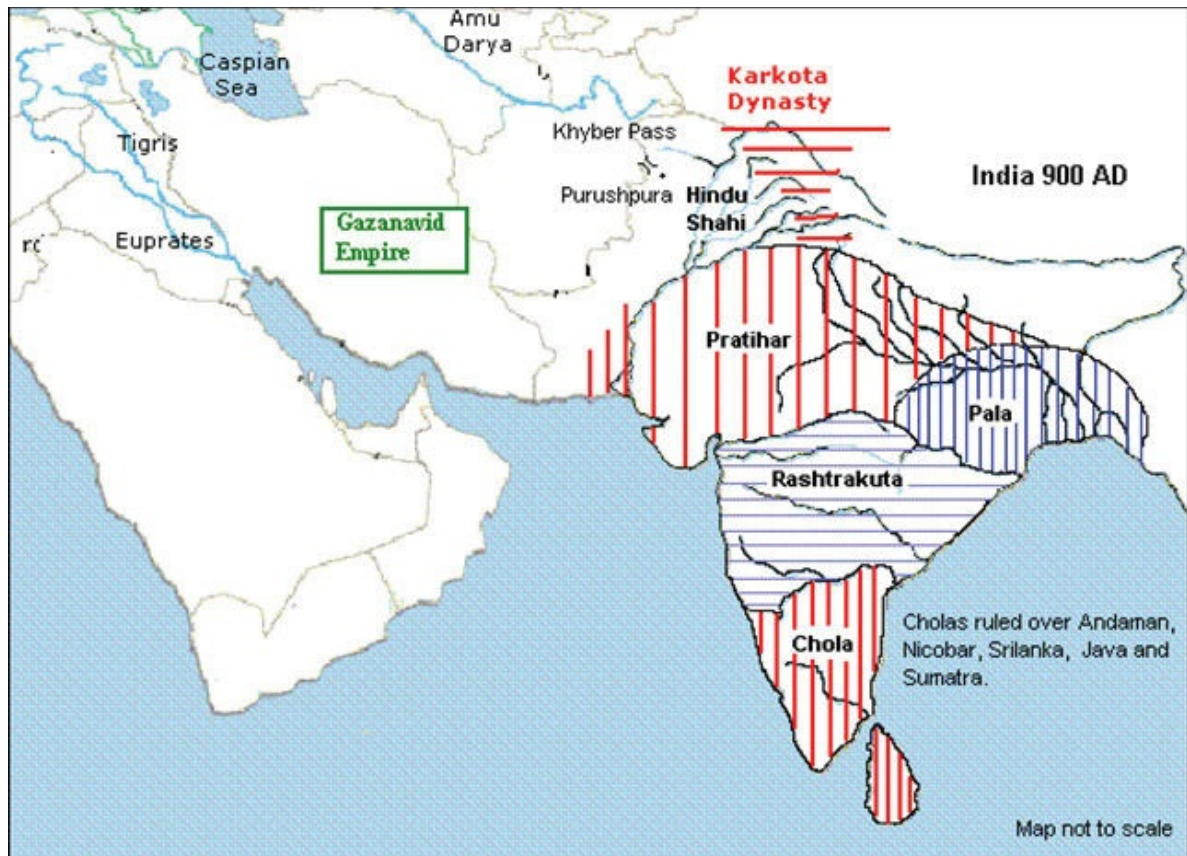 Amu
Darya
Caspian
Sea
Karkota
Dynasty
Khyber Pass
Tigris
India 900 AD
Purushpura
Hindu
Shahi
Gazanavid
Empire
Euprates
Pratihar
Pala
Rashtrakuta
Chola
Cholas ruled over Andaman,
Nicobar, Srilanka, Java and
Sumatra.
Map not to scale